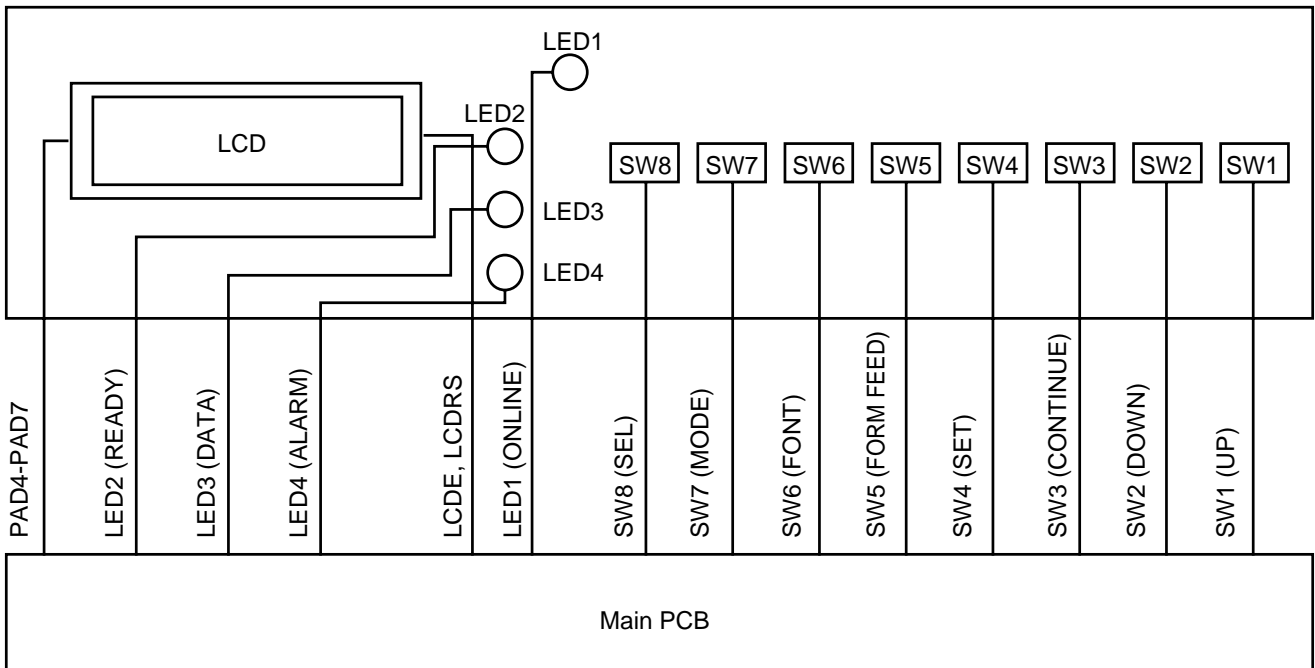 LED1
LED2
LCD
SW8
SW7
SW6
SW5
SW4
SW3
SW2
SW1
LED3
LED4
PAD4-PAD7
LED2 (READY)
LED3 (DATA)
LED4 (ALARM)
LCDE, LCDRS
LED1 (ONLINE)
SW8 (SEL)
SW7 (MODE)
SW6 (FONT)
SW5 (FORM FEED)
SW4 (SET)
SW3 (CONTINUE)
SW2 (DOWN)
SW1 (UP)
Main PCB